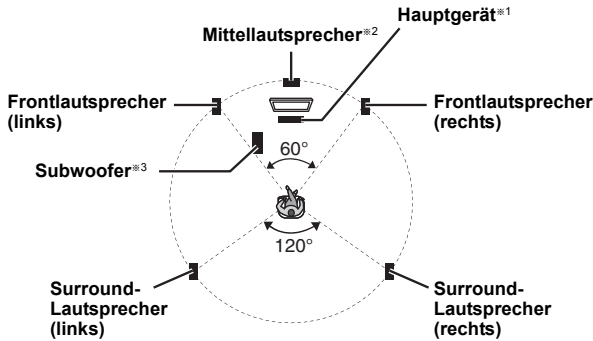 Hauptgerät※1
Mittellautsprecher※2
Frontlautsprecher
(links)
Frontlautsprecher
(rechts)
Subwoofer※3
60°
120°
Surround-
Lautsprecher
(links)
Surround-
Lautsprecher
(rechts)